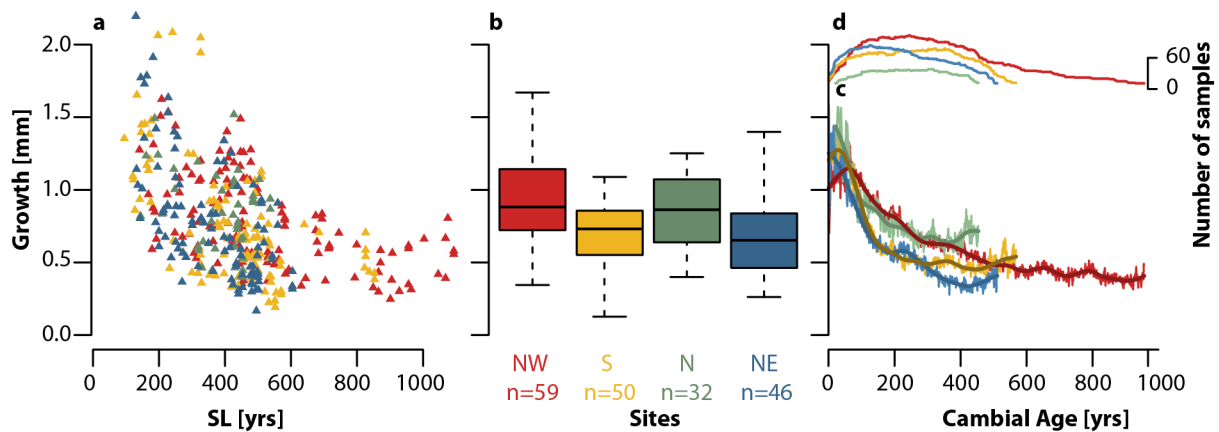 a
b
d
c
Growth [mm]
2.0
1.5
1.0
0.5
0.0
0 200 400 600 800 1000
SL [yrs]
NW S N NE
n=59 n=50 n=32 n=46
Sites
60
0
Number of samples
0 200 400 600 800 1000
Cambial Age [yrs]